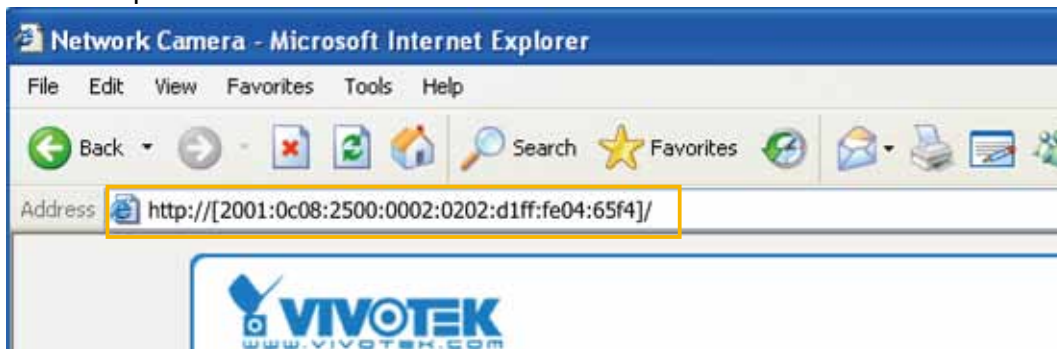 Network Camera - Microsoft Internet Explorer
File Edit View Favorites Tools Help
Back Search Favorites
Address http://[2001:0c08:2500:0002:0202:d1ff:fe04:65f4]/
VIVOTEK
WWW.VIVOTEK.COM